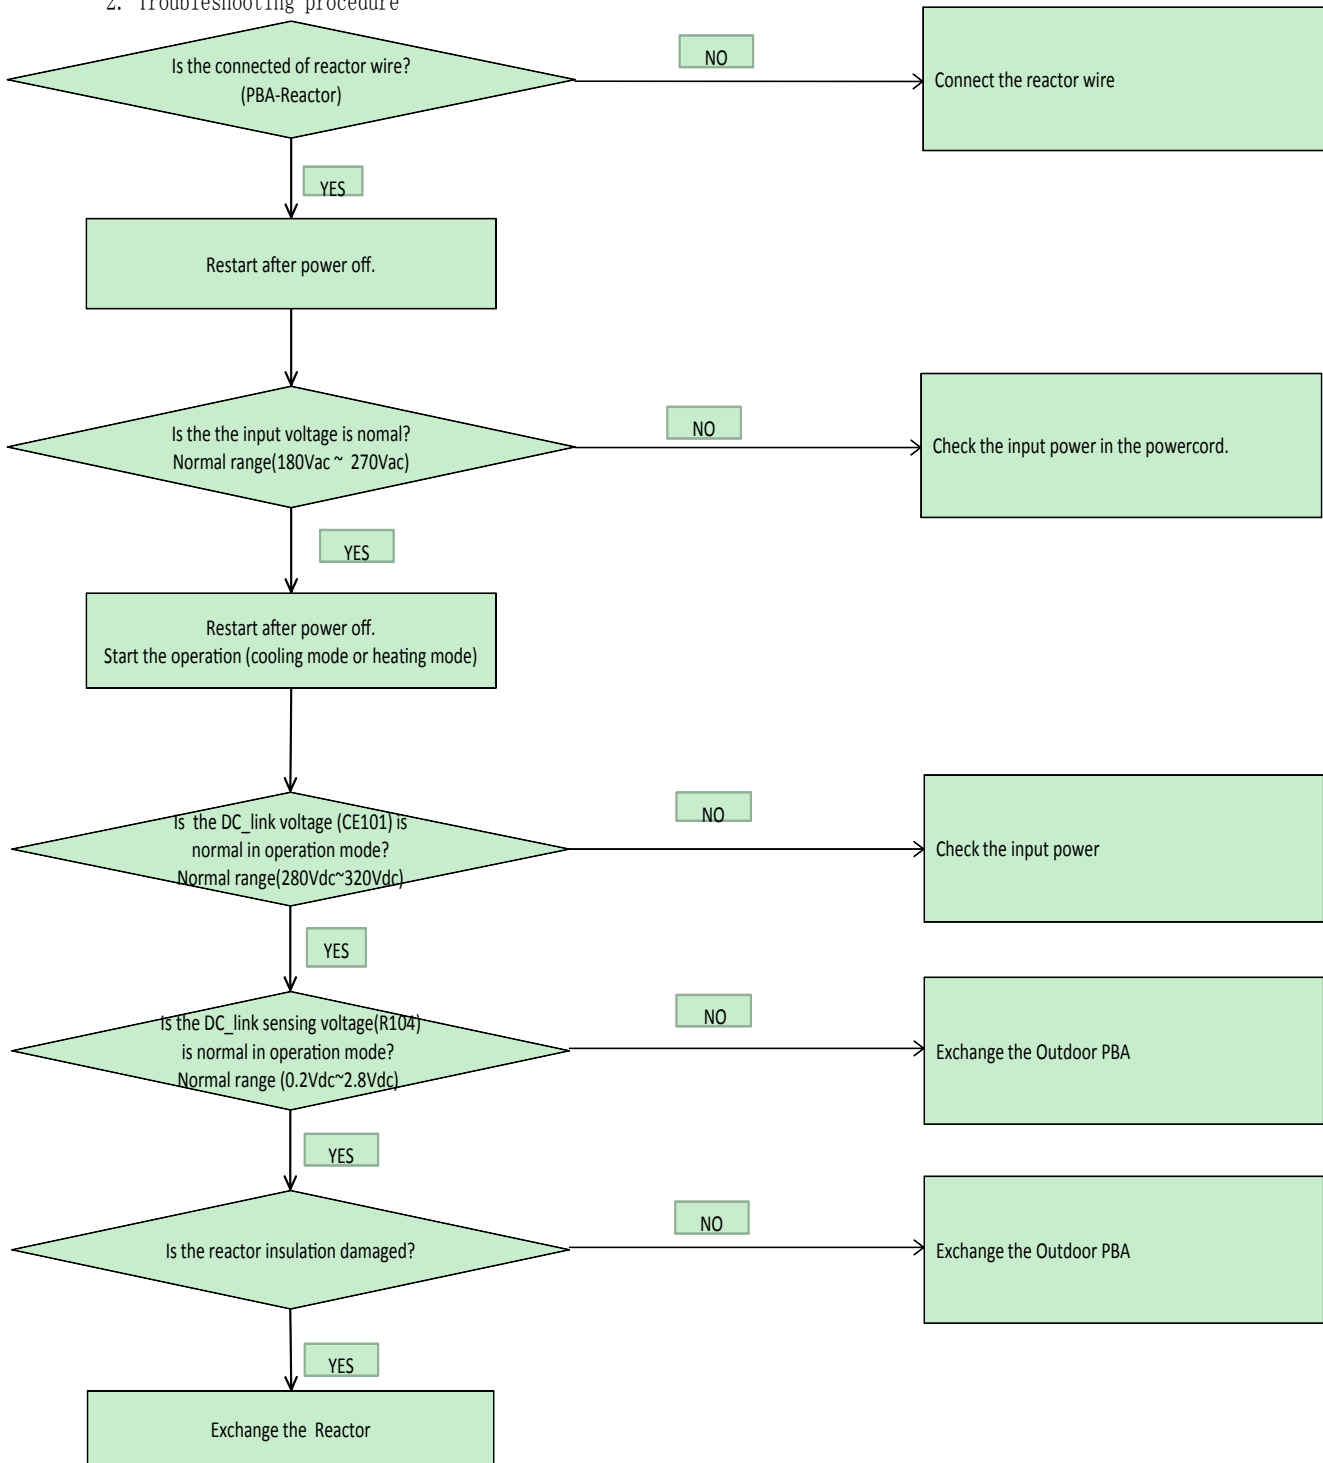 2. Troubleshooting procedure
Is the connected of reactor wire?
(PBA-Reactor)
NO
Connect the reactor wire
YES
Restart after power off.
Is the the input voltage is nomal?
Normal range(180Vac ~ 270Vac)
NO
Check the input power in the powercord.
YES
Restart after power off.
Start the operation (cooling mode or heating mode)
Is the DC_link voltage (CE101) is
normal in operation mode?
Normal range(280Vdc~320Vdc)
NO
Check the input power
YES
Is the DC_link sensing voltage(R104)
is normal in operation mode?
Normal range (0.2Vdc~2.8Vdc)
NO
Exchange the Outdoor PBA
YES
Is the reactor insulation damaged?
NO
Exchange the Outdoor PBA
YES
Exchange the Reactor